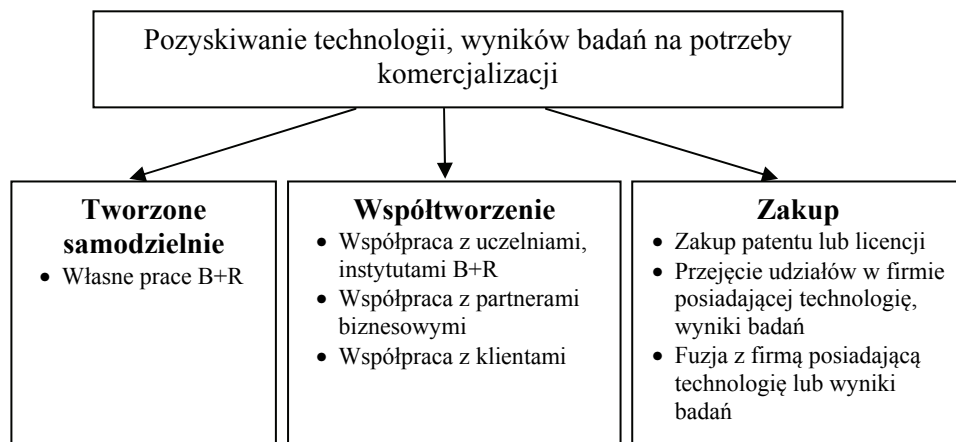 Pozyskiwanie technologii, wyników badań na potrzeby
komercjalizacji
Tworzone
samodzielnie
• Własne prace B+R
Współtworzenie
• Współpraca z uczelniami,
instytutami B+R
• Współpraca z partnerami
biznesowymi
• Współpraca z klientami
Zakup
• Zakup patentu lub licencji
• Przejęcie udziałów w firmie
posiadającej technologię,
wyniki badań
• Fuzja z firmą posiadającą
technologię lub wyniki
badań